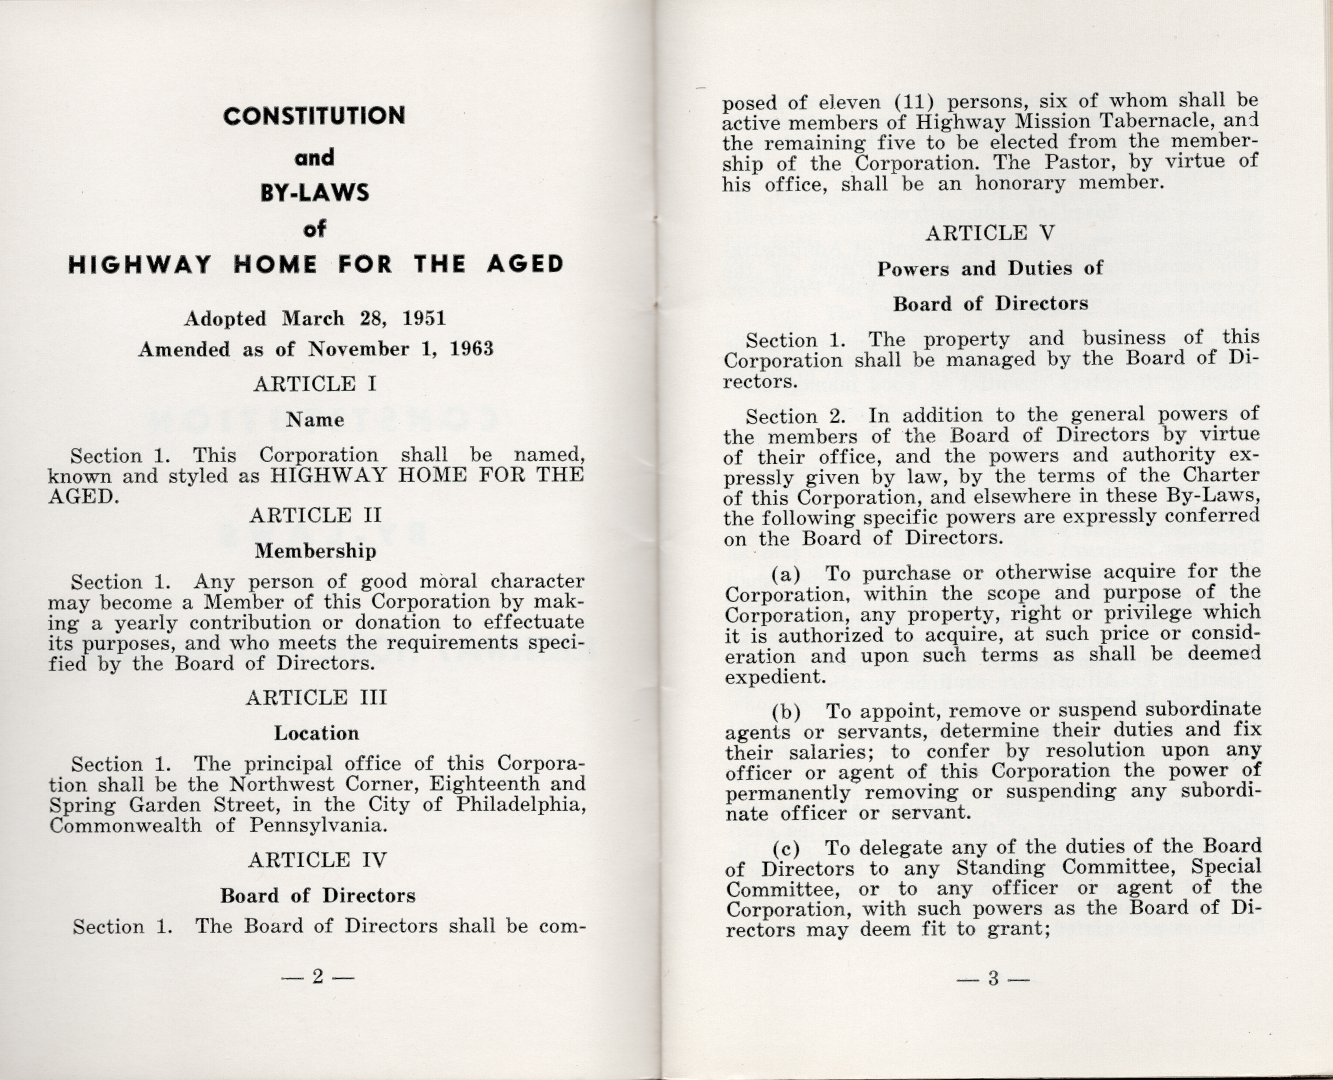 CONSTITUTION
and
BY-LAWS
of
HIGHWAY HOME FOR THE AGED
Adopted March 28, 1951
Amended as of November 1, 1963
ARTICLE I
Name
Section 1. This Corporation shall be named,
known and styled as HIGHWAY HOME FOR THE
AGED.
ARTICLE II
Membership
Section 1. Any person of good moral character
may become a Member of this Corporation by mak-
ing a yearly contribution or donation to effectuate
its purposes, and who meets the requirements speci-
fied by the Board of Directors.
ARTICLE III
Location
Section 1. The principal office of this Corpora-
tion shall be the Northwest Corner, Eighteenth and
Spring Garden Street, in the City of Philadelphia,
Commonwealth of Pennsylvania.
ARTICLE IV
Board of Directors
Section 1. The Board of Directors shall be com-
— 2 —
posed of eleven (11) persons, six of whom shall be
active members of Highway Mission Tabernacle, and
the remaining five to be elected from the member-
ship of the Corporation. The Pastor, by virtue of
his office, shall be an honorary member.
ARTICLE V
Powers and Duties of
Board of Directors
Section 1. The property and business of this
Corporation shall be managed by the Board of Di-
rectors.
Section 2. In addition to the general powers of
the members of the Board of Directors by virtue
of their office, and the powers and authority ex-
pressly given by law, by the terms of the Charter
of this Corporation, and elsewhere in these By-Laws,
the following specific powers are expressly conferred
on the Board of Directors.
(a) To purchase or otherwise acquire for the
Corporation, within the scope and purpose of the
Corporation, any property, right or privilege which
it is authorized to acquire, at such price or consid-
eration and upon such terms as shall be deemed
expedient.
(b) To appoint, remove or suspend subordinate
agents or servants, determine their duties and fix
their salaries; to confer by resolution upon any
officer or agent of this Corporation the power of
permanently removing or suspending any subordi-
nate officer or servant.
(c) To delegate any of the duties of the Board
of Directors to any Standing Committee, Special
Committee, or to any officer or agent of the
Corporation, with such powers as the Board of Di-
rectors may deem fit to grant;
— 3 —